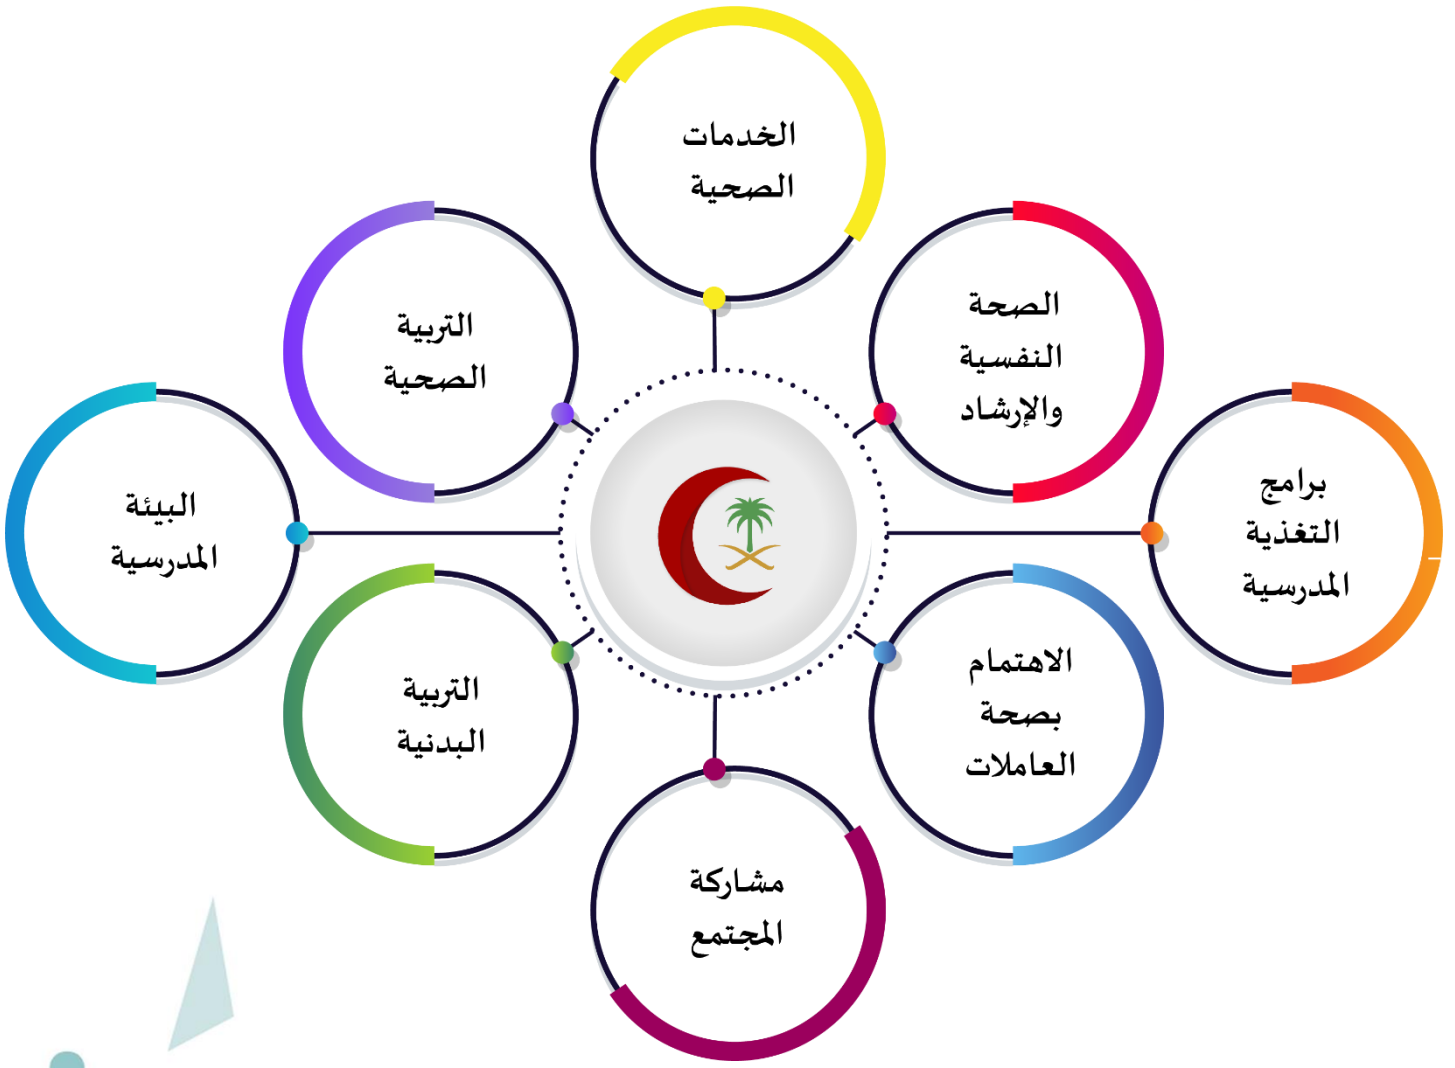 الخدمات
الصحية
الصحة
النفسية
والإرشاد
التربية
الصحية
برامج
التغذية
المدرسية
البيئة
المدرسية
الاهتمام
بصحة
العاملات
التربية
البدنية
مشاركة
المجتمع